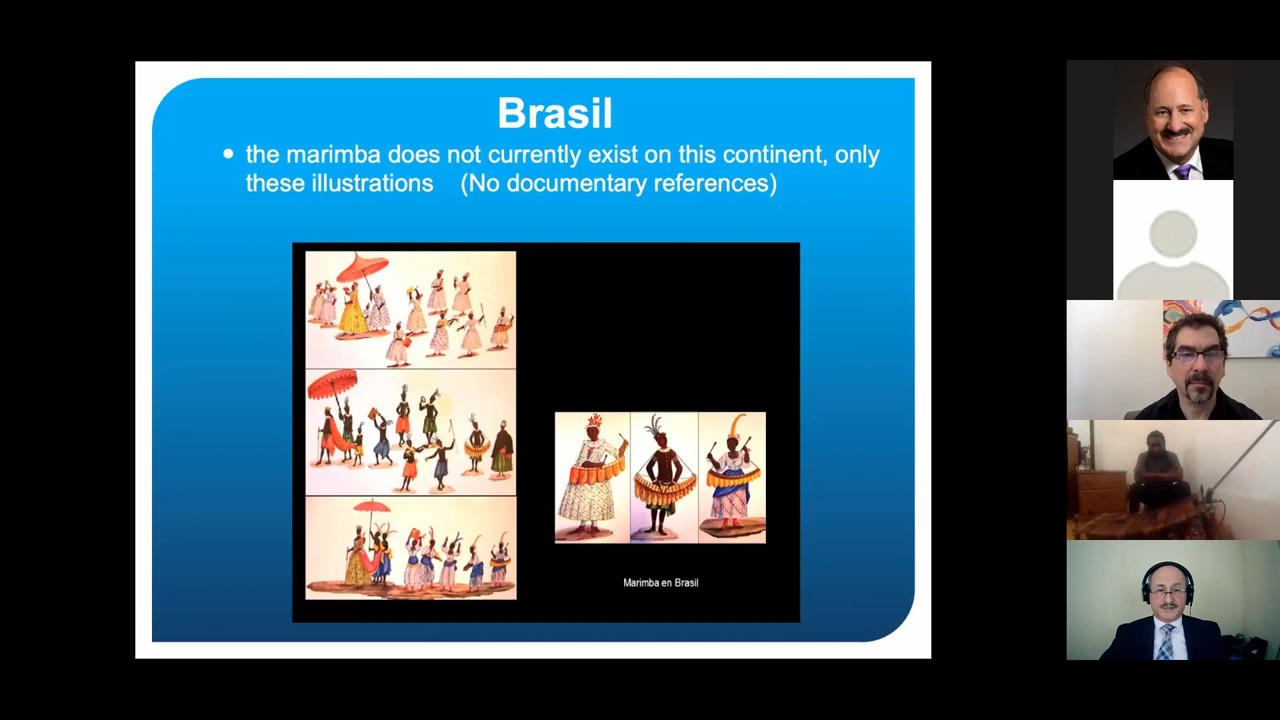 Brasil
• the marimba does not currently exist on this continent, only
these illustrations (No documentary references)
Marimba en Brasil